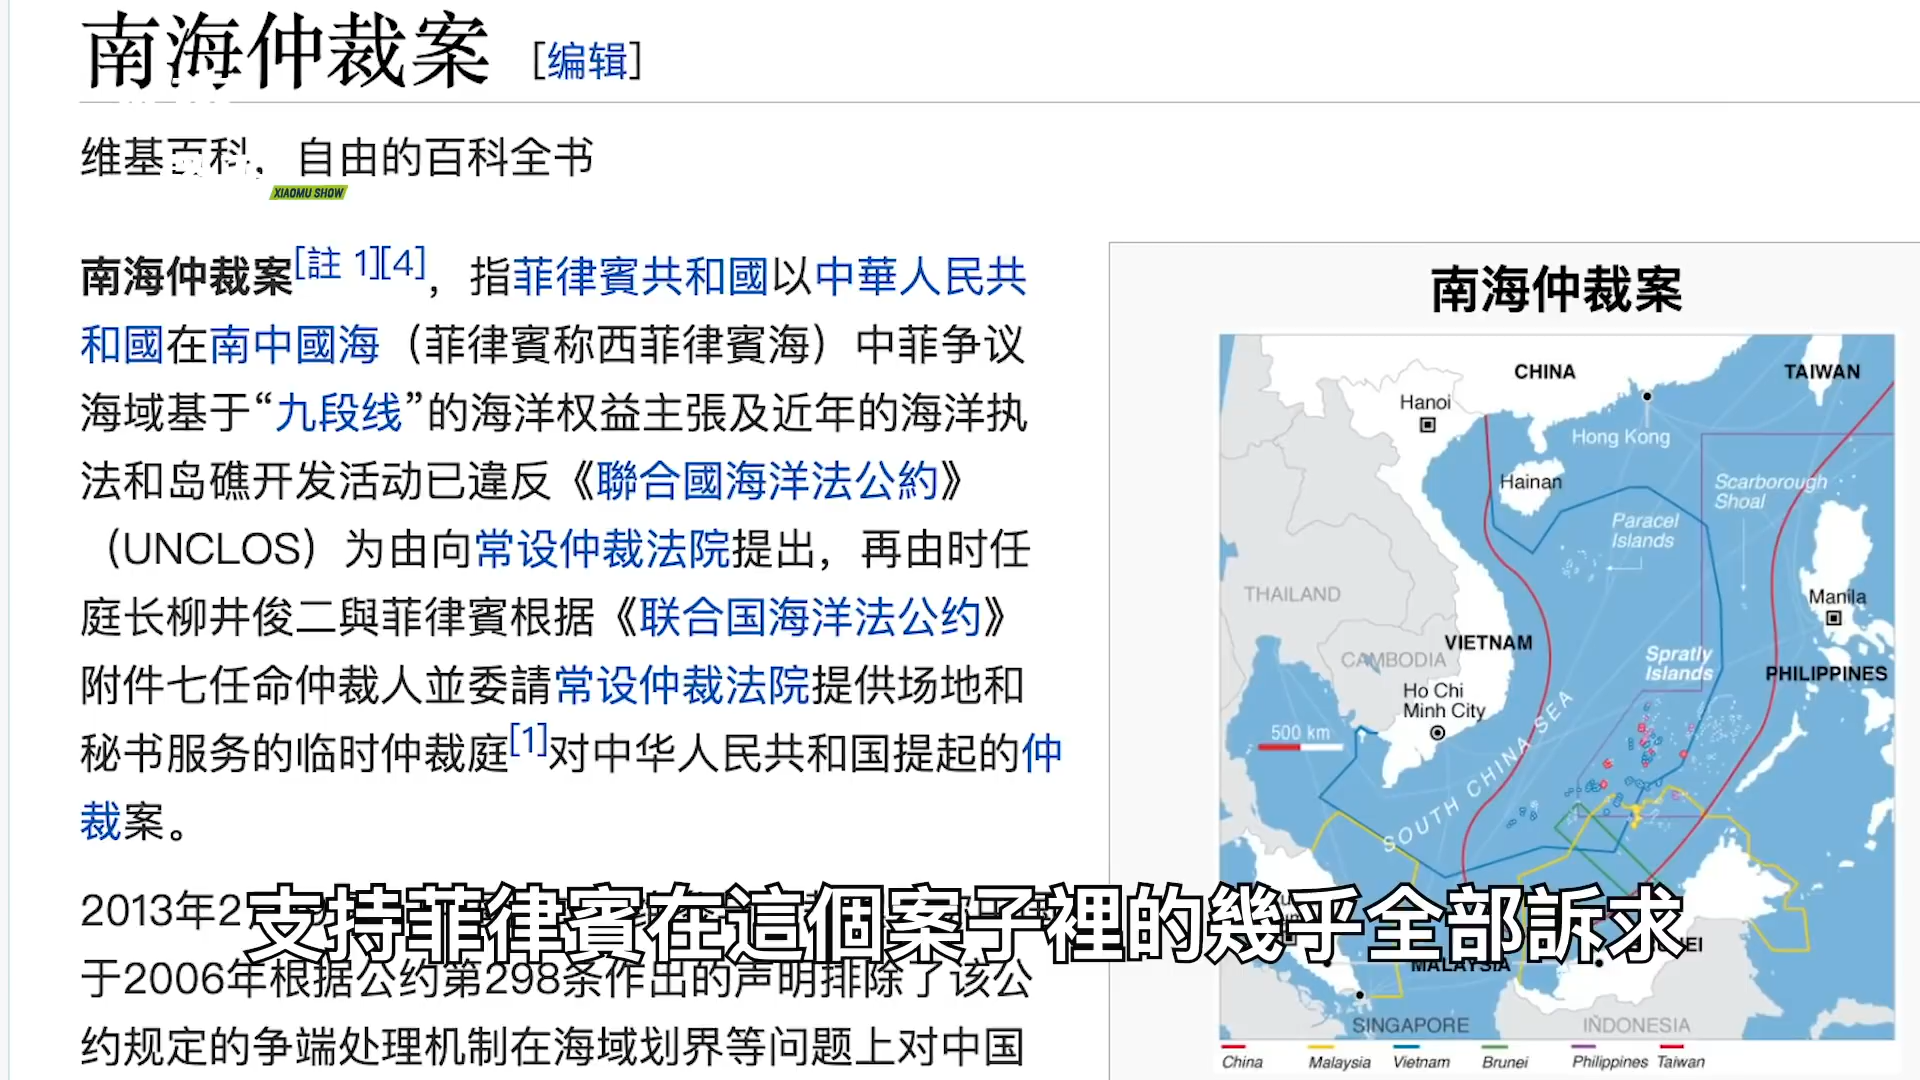 南海仲裁案 [编辑]
维基百科，自由的百科全书
XIAOMU SHOW
南海仲裁案[註 1][4]，指菲律賓共和國以中華人民共
和國在南中國海（菲律賓称西菲律賓海）中菲争议
海域基于“九段线”的海洋权益主張及近年的海洋执
法和岛礁开发活动已違反《聯合國海洋法公約》
（UNCLOS）为由向常设仲裁法院提出，再由时任
庭长柳井俊二與菲律賓根据《联合国海洋法公约》
附件七任命仲裁人並委請常设仲裁法院提供场地和
秘书服务的临时仲裁庭[1]对中华人民共和国提起的仲
裁案。
2013年2
于2006年根据公约第298条作出的声明排除了该公
约规定的争端处理机制在海域划界等问题上对中国
南海仲裁案
CHINA
TAIWAN
Hanoi
Hong Kong
Hainan
Scarborough
Shoal
Paracel
Islands
THAILAND
Manila
VIETNAM
CAMBODIA
Spratly
Islands
PHILIPPINES
Ho Chi
Minh City
500 km
SOUTH CHINA SEA
支持菲律賓在這個案子裡的幾乎全部訴求
MALAYSIA
SINGAPORE
INDONESIA
China
Malaysia
Vietnam
Brunei
Philippines
Taiwan